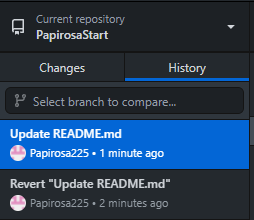 Current repository
PapirosaStart
Changes
History
Select branch to compare...
Update README.md
Papirosa225 • 1 minute ago
Revert "Update README.md"
Papirosa225 • 2 minutes ago